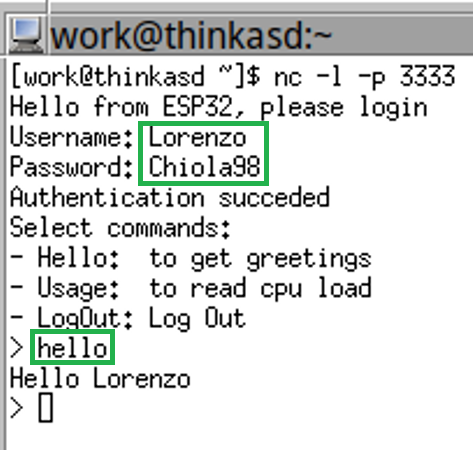 work@thinkasd:~
[work@thinkasd ~]$ nc -l -p 3333
Hello from ESP32, please login
Username: Lorenzo
Password: Chiola98
Authentication succeded
Select commands:
- Hello:  to get greetings
- Usage:  to read cpu load
- LogOut: Log Out
> hello
Hello Lorenzo
>